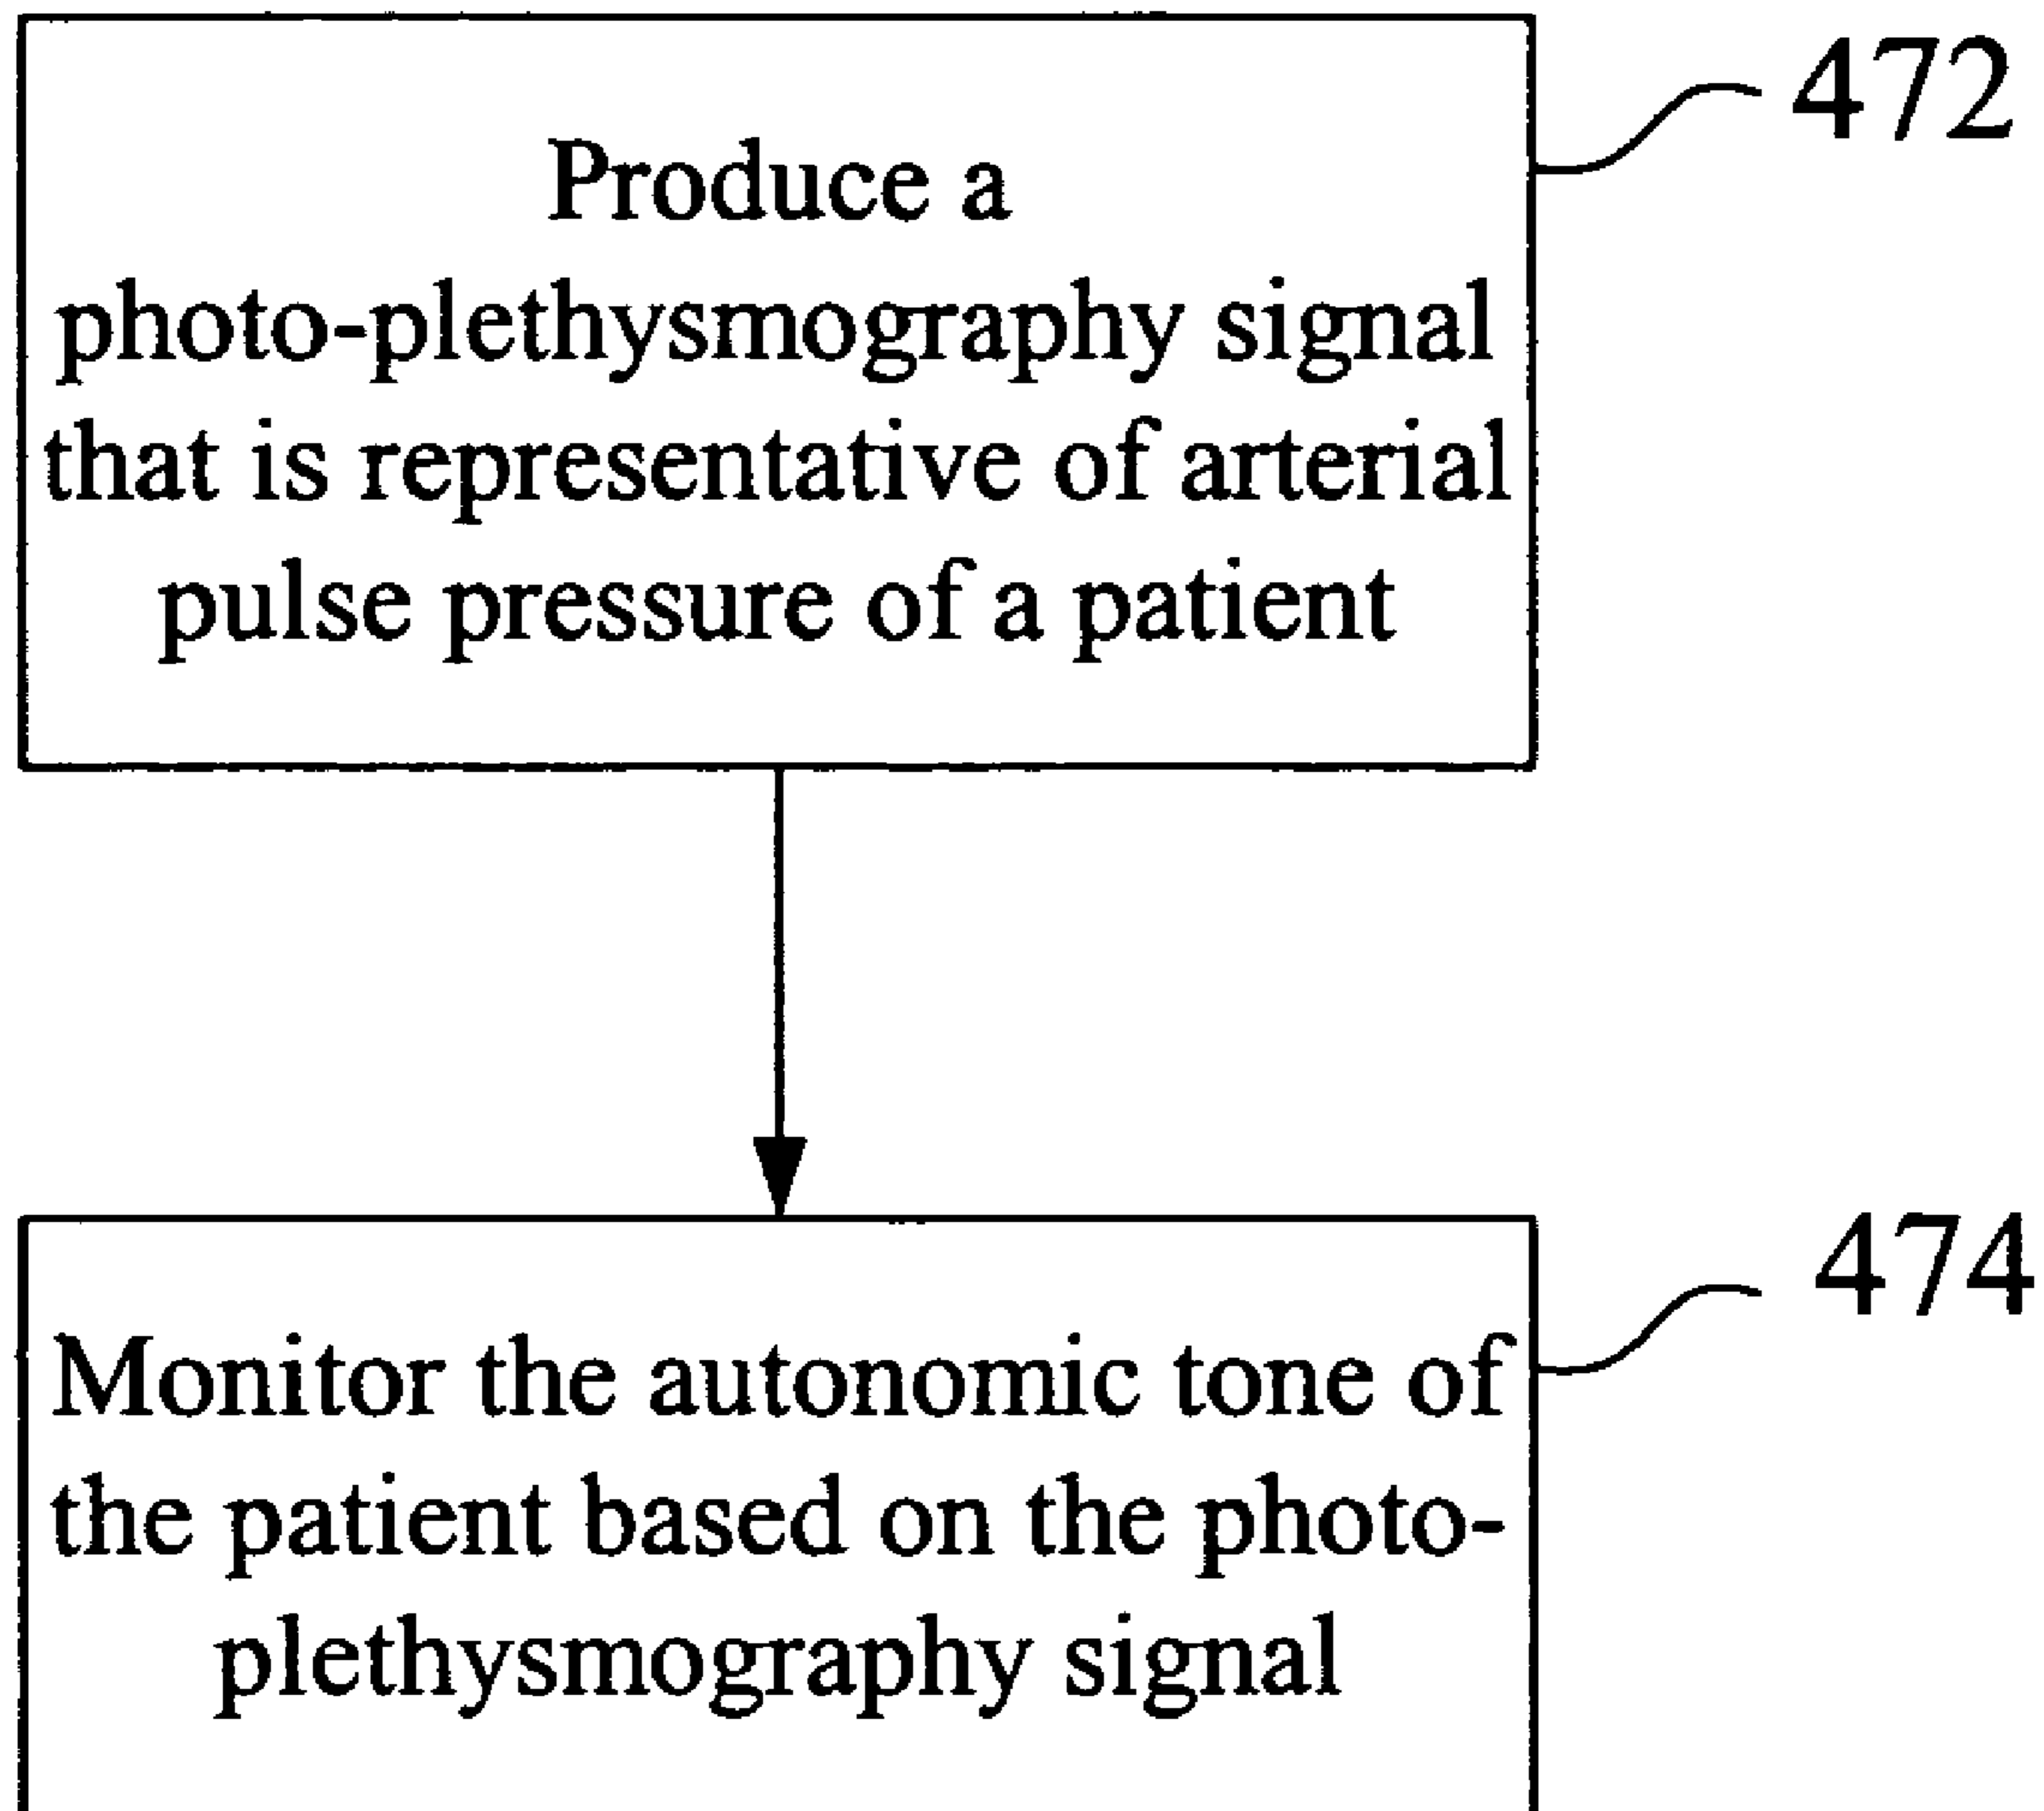 472
Produce a
photo-plethysmography signal
that is representative of arterial
pulse pressure of a patient
474
Monitor the autonomic tone of
the patient based on the photo-
plethysmography signal